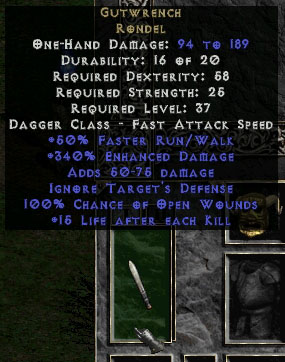 Gutwrench
Rondel
One-Hand Damage: 94 to 189
Durability: 16 of 20
Required Dexterity: 58
Required Strength: 25
Required Level: 37
Dagger Class - Fast Attack Speed
+50% Faster Run/Walk
+340% Enhanced Damage
Adds 50-75 damage
Ignore Target's Defense
100% Chance of Open Wounds
+15 Life after each Kill